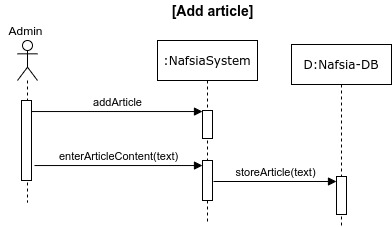 [Add article]
Admin
:NafsiaSystem
D:Nafsia-DB
addArticle
enterArticleContent(text)
storeArticle(text)